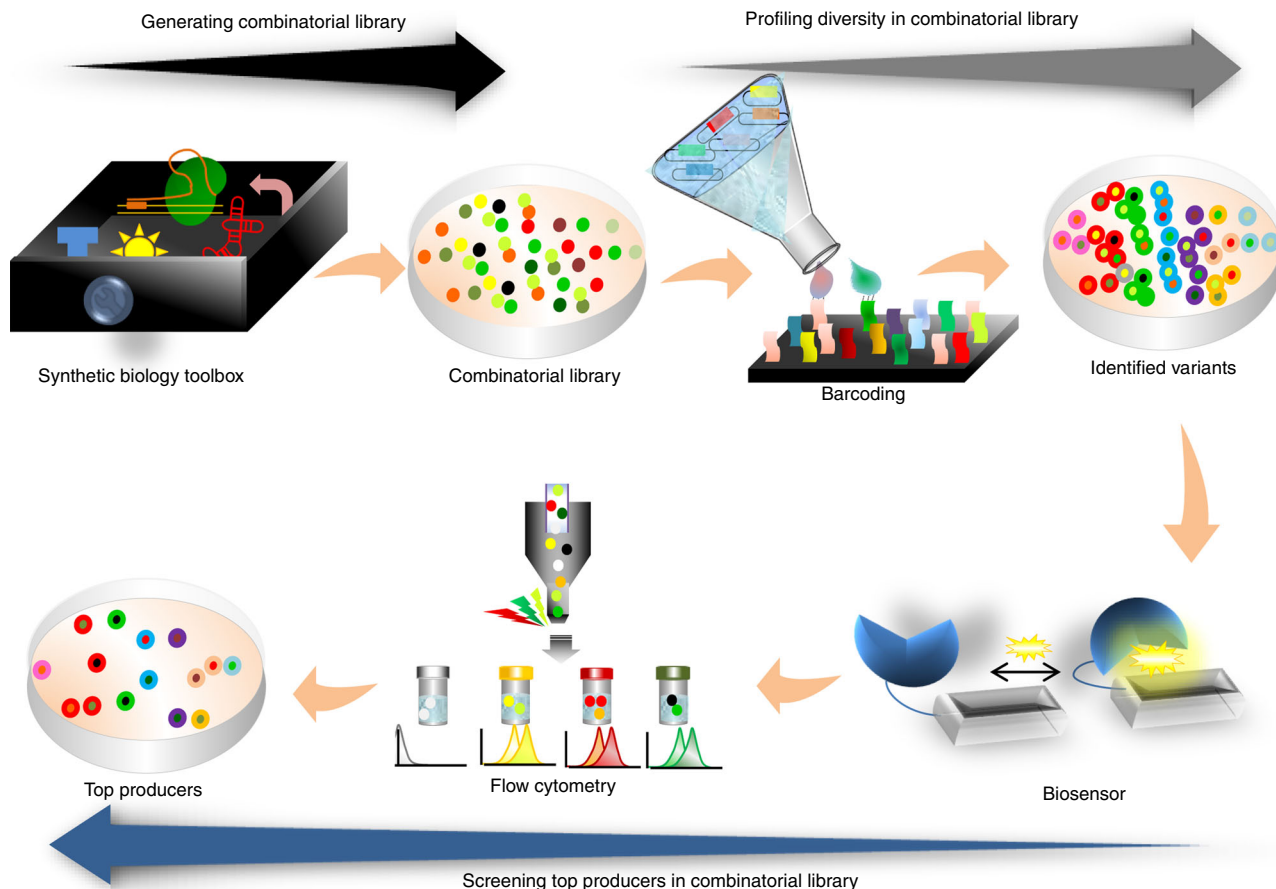 Generating combinatorial library
Profiling diversity in combinatorial library
Synthetic biology toolbox
Combinatorial library
Barcoding
Identified variants
Top producers
Flow cytometry
Biosensor
Screening top producers in combinatorial library